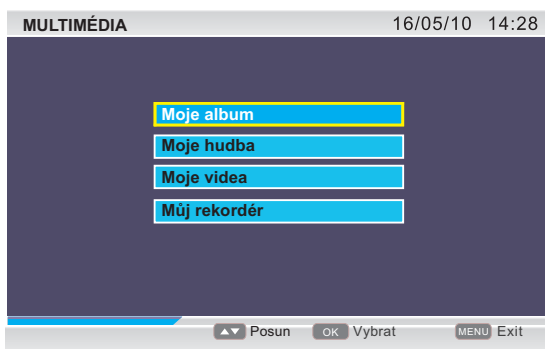 MULTIMÉDIA 16/05/10 14:28
Moje album
Moje hudba
Moje videa
Můj rekordér
▲▼ Posun OK Vybrat MENU Exit